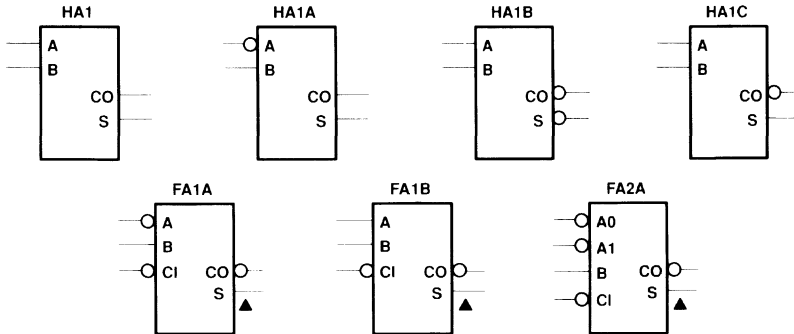 HA1 HA1A HA1B HA1C
A A A A
B B B B
CO CO CO CO
S S S S
FA1A FA1B FA2A
A A A0
B B A1
CI CO CI CO B CO
S S CI S